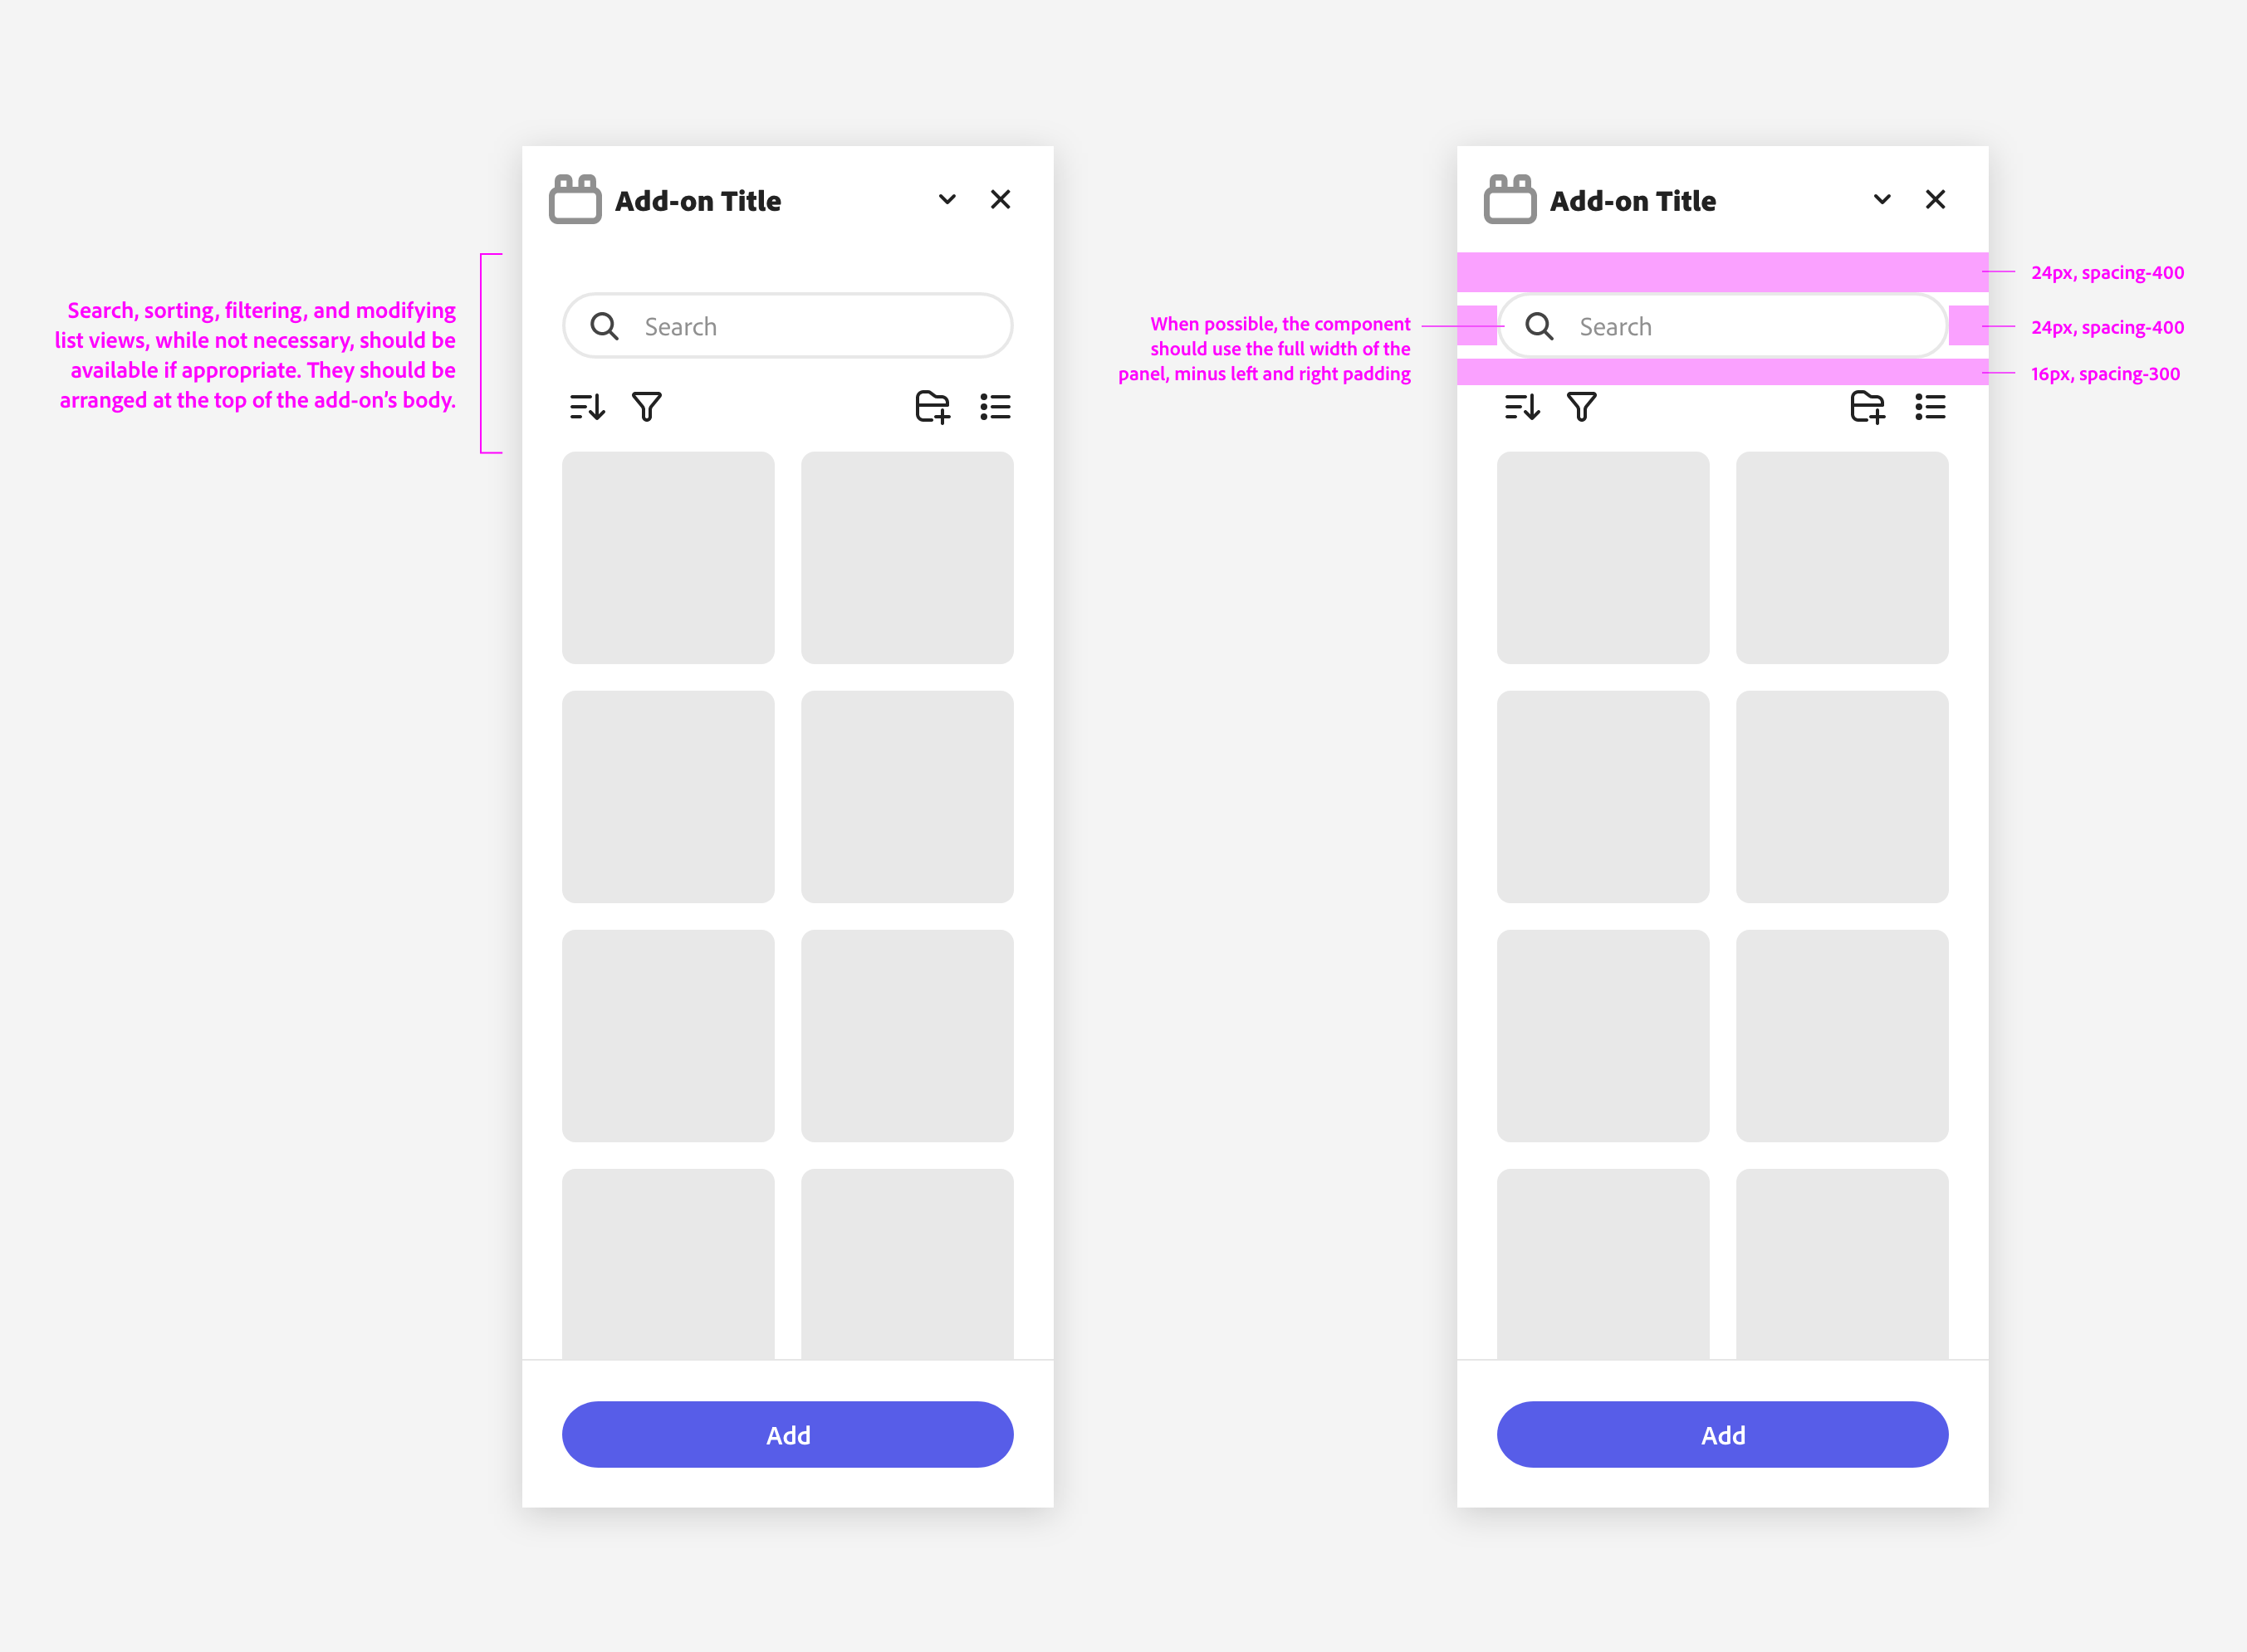 Add-on Title
Search, sorting, filtering, and modifying
list views, while not necessary, should be
available if appropriate. They should be
arranged at the top of the add-on’s body.
Search
Add
Add-on Title
24px, spacing-400
When possible, the component
should use the full width of the
panel, minus left and right padding
Search
24px, spacing-400
16px, spacing-300
Add